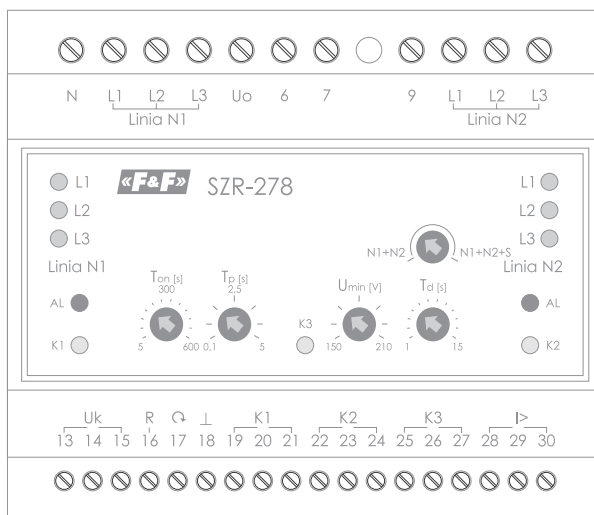 N L1 L2 L3 Uo 6 7 9 L1 L2 L3
Linia N1 Linia N2
L1 «F&F» SZR-278 L1
L2 L2
L3 L3
N1+N2 N1+N2+S
Linia N1 Linia N2
Ton [s] Tp [s] Umin [V] Td [s]
300 2,5
AL AL
K1 K3 K2
5 600 0,1 5 150 210 1 15
Uk R ⊥ K1 K2 K3 I>
13 14 15 16 17 18 19 20 21 22 23 24 25 26 27 28 29 30